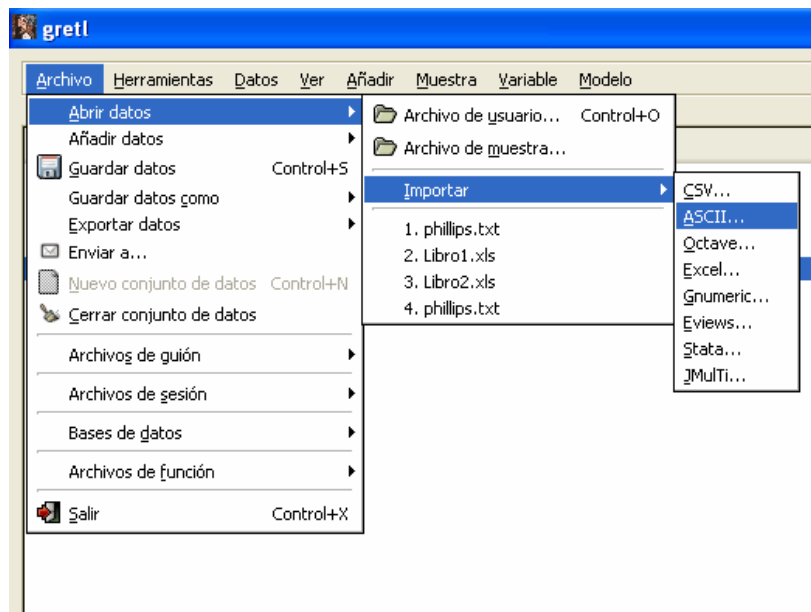 gretl
Archivo Herramientas Datos Ver Añadir Muestra Variable Modelo
Abrir datos
Añadir datos
Guardar datos Control+S
Guardar datos como
Exportar datos
Enviar a...
Nuevo conjunto de datos Control+N
Cerrar conjunto de datos
Archivos de guión
Archivos de sesión
Bases de datos
Archivos de función
Salir Control+X
Archivo de usuario... Control+O
Archivo de muestra...
Importar
1. phillips.txt
2. Libro1.xls
3. Libro2.xls
4. phillips.txt
CSV...
ASCII...
Octave...
Excel...
Gnumeric...
Eviews...
Stata...
JMulTi...